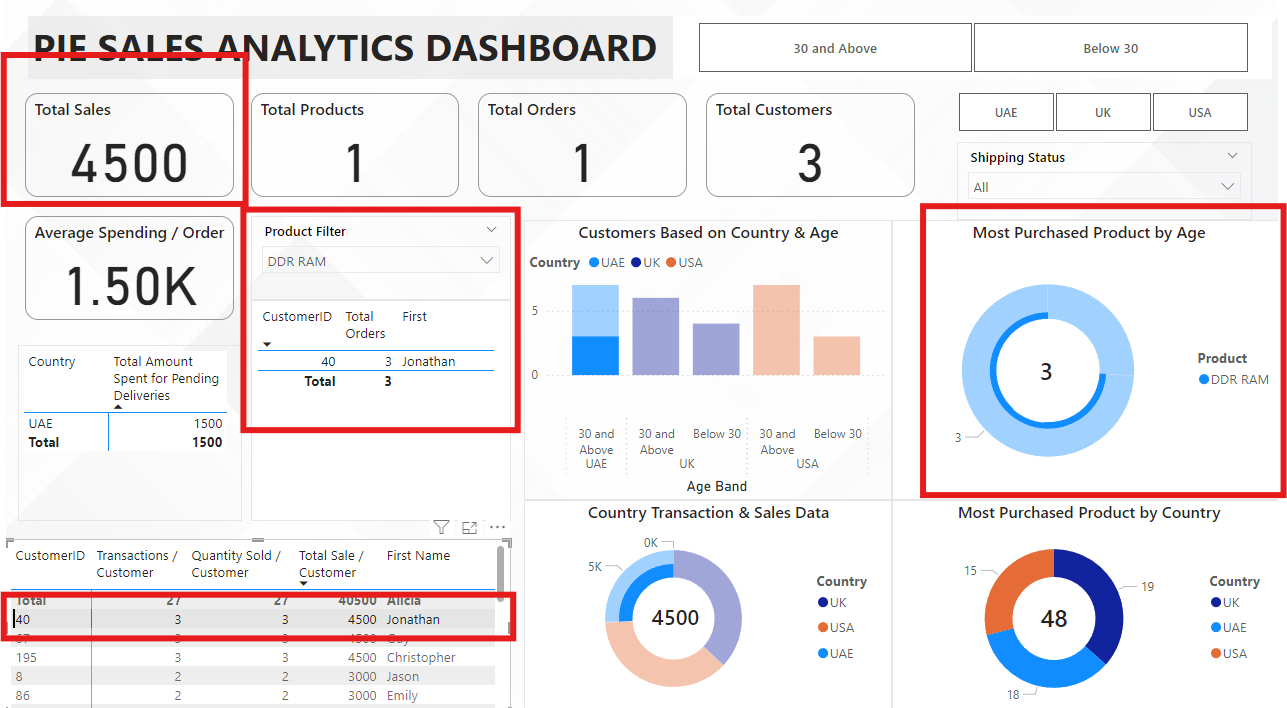 PIE SALES ANALYTICS DASHBOARD
30 and Above
Below 30
Total Sales
4500
Total Products
1
Total Orders
1
Total Customers
3
UAE
UK
USA
Shipping Status
All
Average Spending / Order
1.50K
Product Filter
DDR RAM
CustomerID Total Orders First
40 3 Jonathan
Total 3
Country Total Amount
Spent for Pending
Deliveries
UAE 1500
Total 1500
Customers Based on Country & Age
Country UAE UK USA
5
0
30 and Above
30 and Above
Below 30
30 and Above
Below 30
UAE
UK
USA
Age Band
Most Purchased Product by Age
3
3
Product
DDR RAM
CustomerID Transactions / Customer Quantity Sold / Customer Total Sale / Customer First Name
Total 27 27 40500 Alicia
40 3 3 4500 Jonathan
67 3 3 4500 Guy
195 3 3 4500 Christopher
8 2 2 3000 Jason
86 2 2 3000 Emily
Country Transaction & Sales Data
0K
5K
4500
Country
UK
USA
UAE
Most Purchased Product by Country
15
19
48
18
Country
UK
UAE
USA